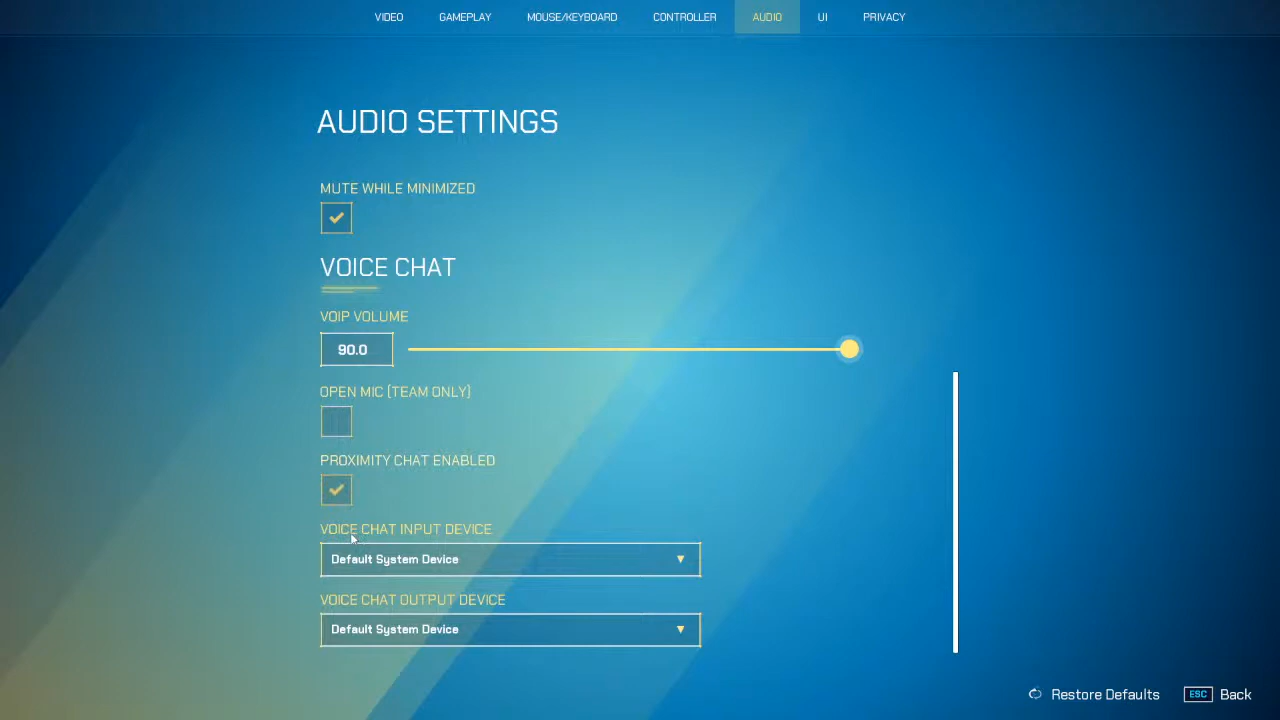 VIDEO GAMEPLAY MOUSE/KEYBOARD CONTROLLER AUDIO UI PRIVACY
AUDIO SETTINGS
MUTE WHILE MINIMIZED
VOICE CHAT
VOIP VOLUME
90.0
OPEN MIC (TEAM ONLY)
PROXIMITY CHAT ENABLED
VOICE CHAT INPUT DEVICE
Default System Device
VOICE CHAT OUTPUT DEVICE
Default System Device
Restore Defaults ESC Back